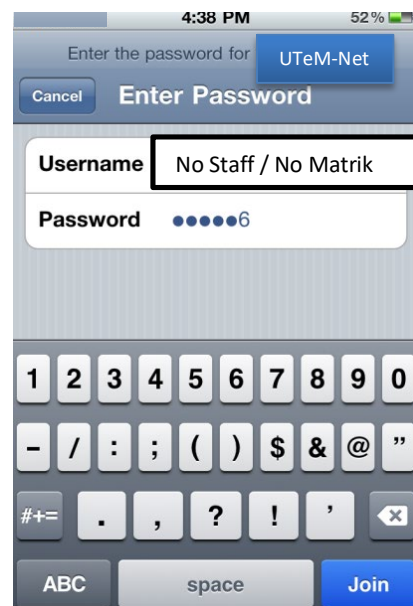 4:38 PM 52%
Enter the password for UTeM-Net
Cancel Enter Password
Username No Staff / No Matrik
Password ●●●●●6
1 2 3 4 5 6 7 8 9 0
- / : ; ( ) $ & @ ”
#+= . , ? ! ’
ABC space Join